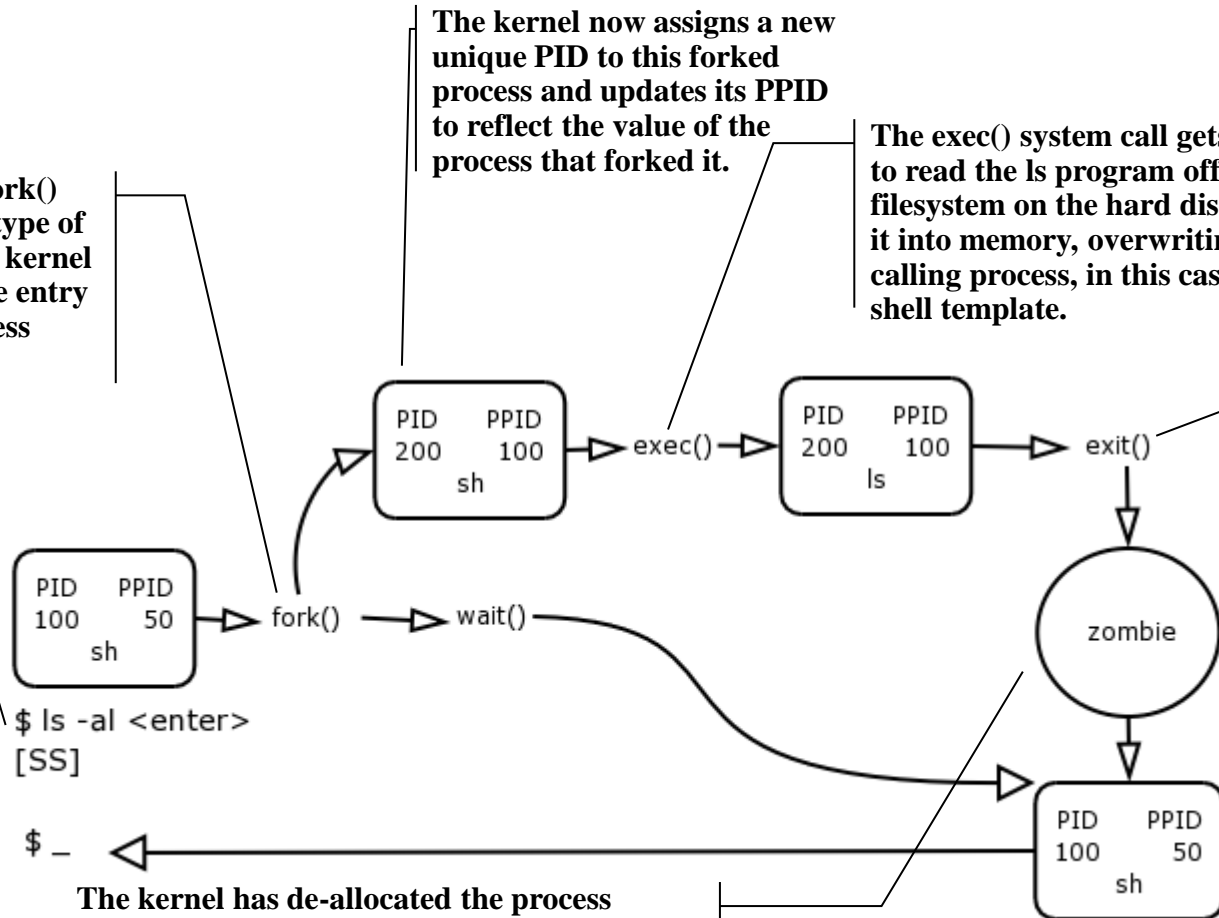 The kernel now assigns a new
unique PID to this forked
process and updates its PPID
to reflect the value of the
process that forked it.
The exec() system call gets
to read the ls program off
filesystem on the hard dis
it into memory, overwritin
calling process, in this cas
shell template.
ork()
type of
kernel
e entry
ess
PID PPID
200 100
sh
exec()
PID PPID
200 100
ls
exit()
PID PPID
100 50
sh
fork()
wait()
zombie
$ ls -al <enter>
[SS]
PID PPID
100 50
sh
$ _
The kernel has de-allocated the process